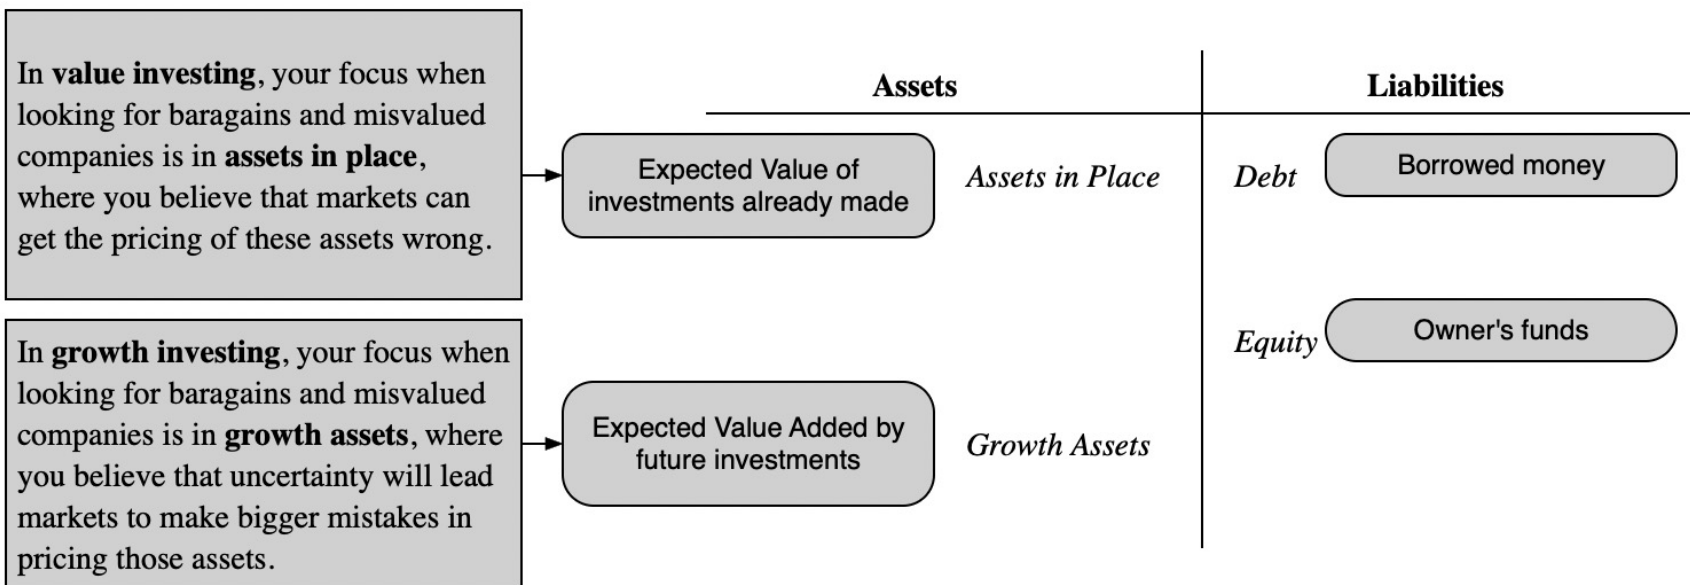 In value investing, your focus when
looking for baragains and misvalued
companies is in assets in place,
where you believe that markets can
get the pricing of these assets wrong.
In growth investing, your focus when
looking for baragains and misvalued
companies is in growth assets, where
you believe that uncertainty will lead
markets to make bigger mistakes in
pricing those assets.
Assets
Liabilities
Expected Value of
investments already made
Assets in Place
Debt
Borrowed money
Equity
Owner's funds
Expected Value Added by
future investments
Growth Assets